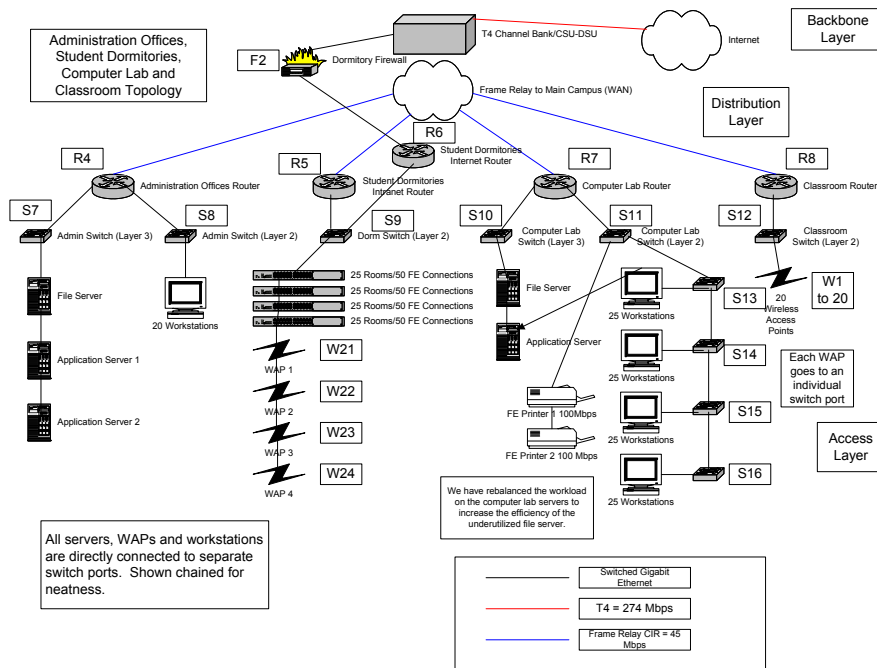 Administration Offices,
Student Dormitories,
Computer Lab and
Classroom Topology
F2
Dormitory Firewall
T4 Channel Bank/CSU-DSU
Internet
Backbone
Layer
Frame Relay to Main Campus (WAN)
Distribution
Layer
R4
Administration Offices Router
R5
Student Dormitories
Intranet Router
R6
Student Dormitories
Internet Router
R7
Computer Lab Router
R8
Classroom Router
S7
Admin Switch (Layer 3)
S8
Admin Switch (Layer 2)
S9
Dorm Switch (Layer 2)
S10
Computer Lab
Switch (Layer 3)
S11
Computer Lab
Switch (Layer 2)
S12
Classroom
Switch (Layer 2)
File Server
Application Server 1
Application Server 2
20 Workstations
25 Rooms/50 FE Connections
25 Rooms/50 FE Connections
25 Rooms/50 FE Connections
25 Rooms/50 FE Connections
W21
WAP 1
W22
WAP 2
W23
WAP 3
W24
WAP 4
File Server
Application Server
FE Printer 1 100Mbps
FE Printer 2 100 Mbps
25 Workstations
S13
25 Workstations
S14
25 Workstations
S15
25 Workstations
S16
20
Wireless
Access
Points
W1
to 20
Each WAP
goes to an
individual
switch port
Access
Layer
We have rebalanced the workload
on the computer lab servers to
increase the efficiency of the
underutilized file server.
All servers, WAPs and workstations
are directly connected to separate
switch ports.  Shown chained for
neatness.
Switched Gigabit
Ethernet
T4 = 274 Mbps
Frame Relay CIR = 45
Mbps